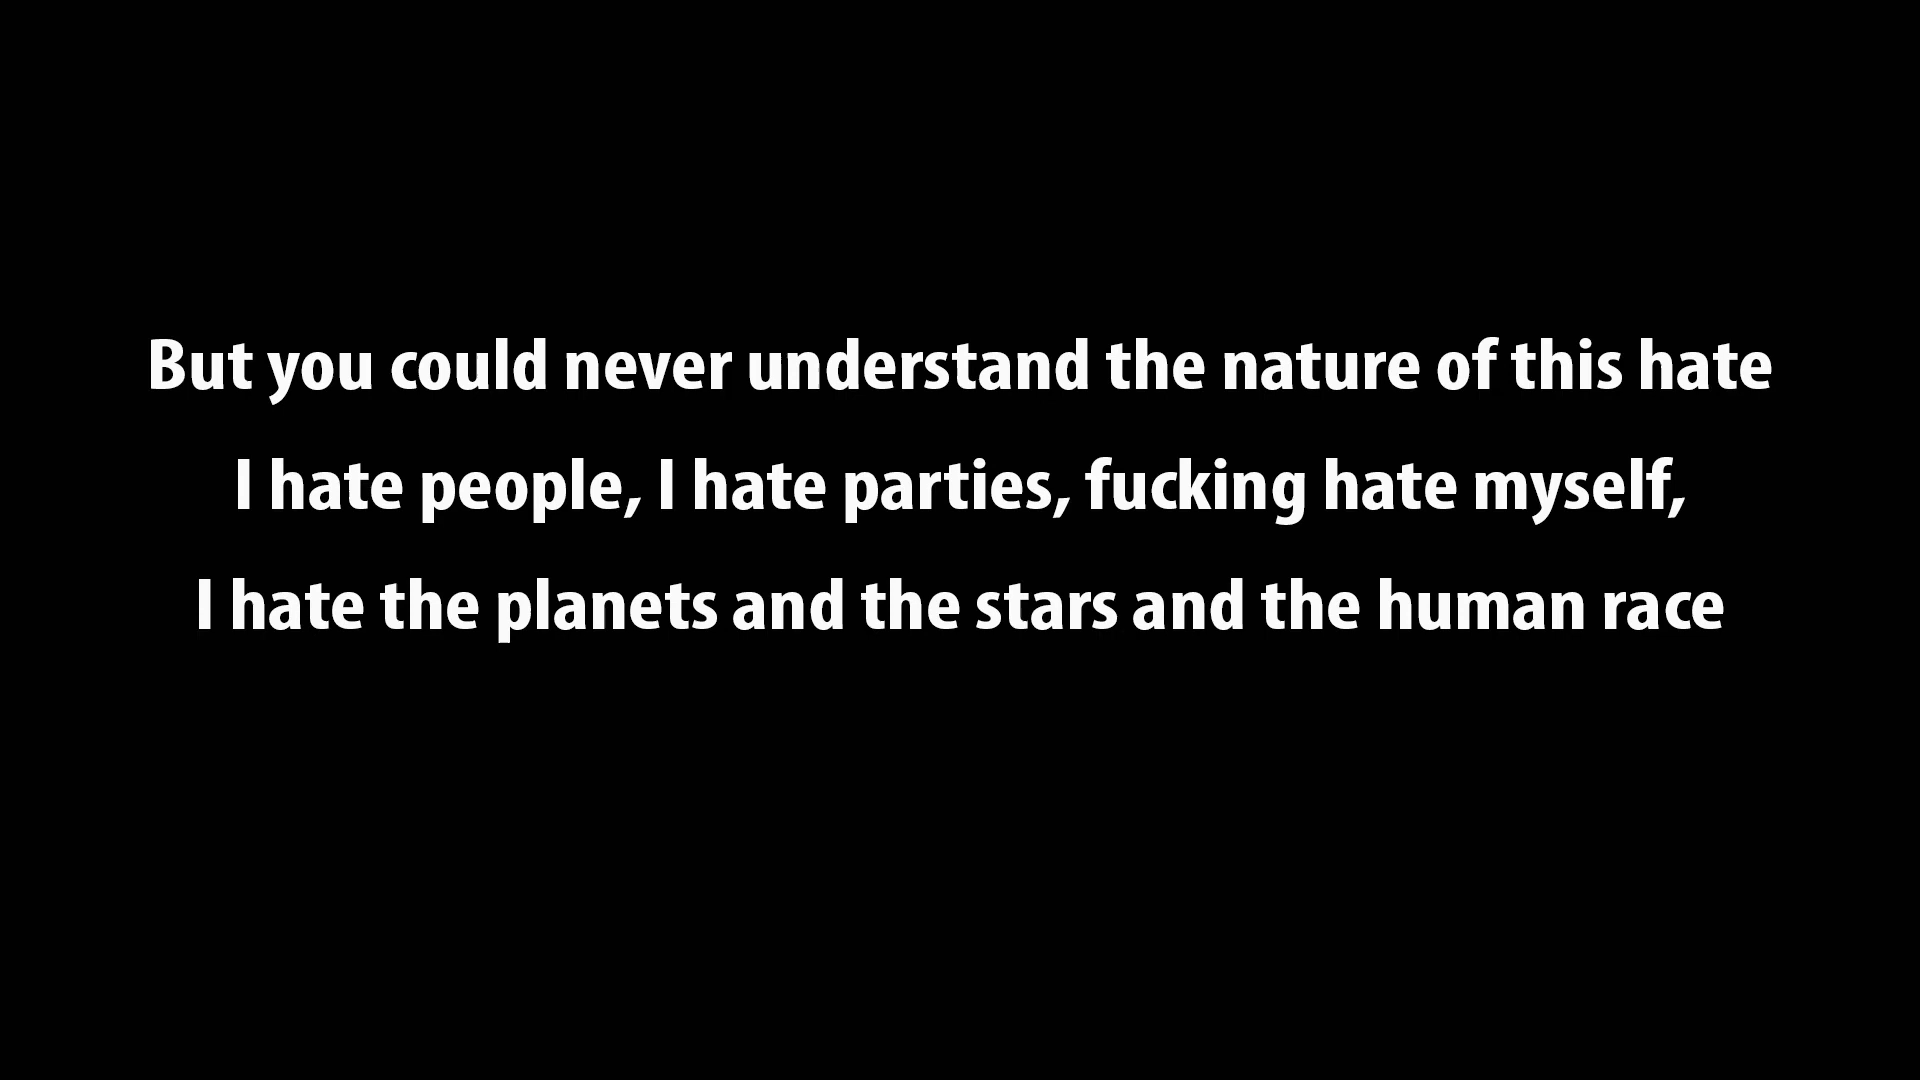 But you could never understand the nature of this hate
I hate people, I hate parties, fucking hate myself,
I hate the planets and the stars and the human race